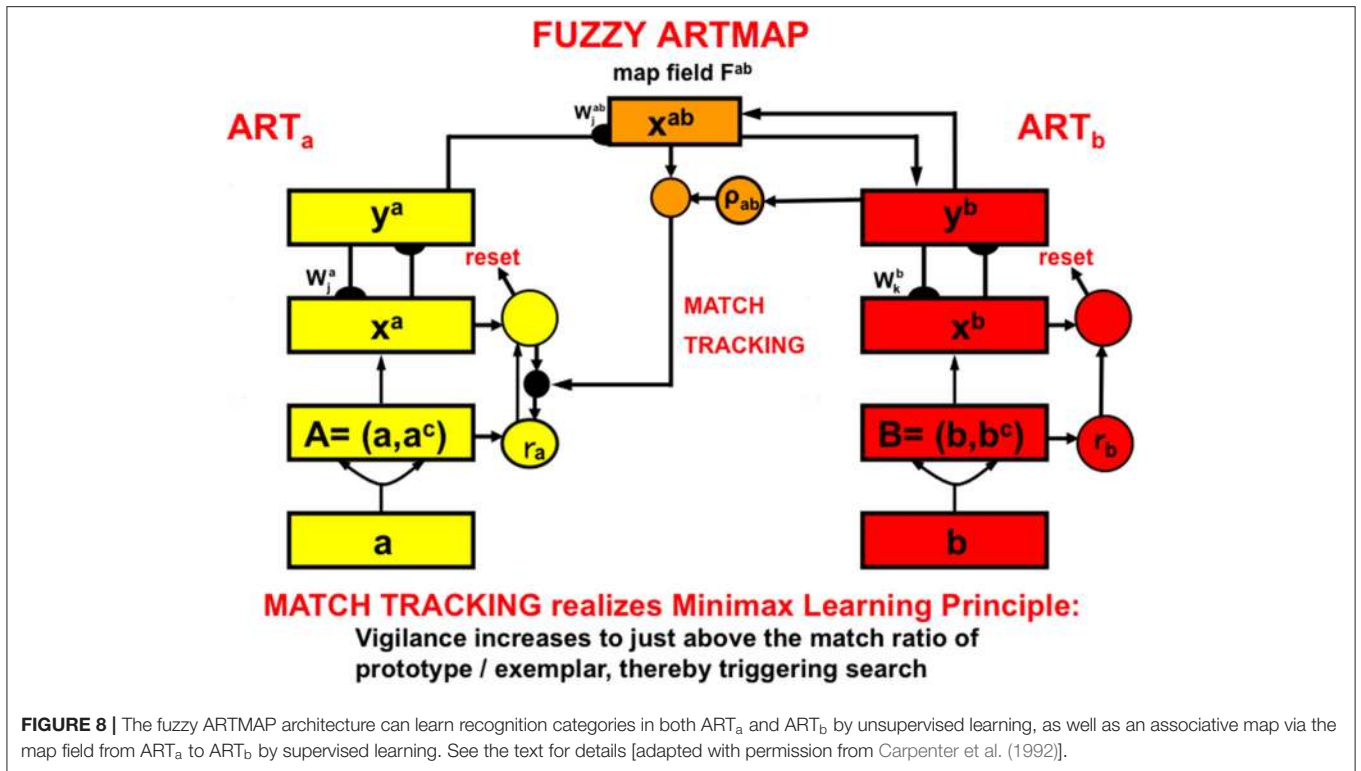 FUZZY ARTMAP
map field F^ab
ART_a
W_j^ab
x^ab
ART_b
y^a
ρ_ab
y^b
W_j^a
reset
W_k^b
reset
x^a
MATCH
TRACKING
x^b
A= (a,a^c)
r_a
B= (b,b^c)
r_b
a
b
MATCH TRACKING realizes Minimax Learning Principle:
Vigilance increases to just above the match ratio of
prototype / exemplar, thereby triggering search
FIGURE 8 | The fuzzy ARTMAP architecture can learn recognition categories in both ART_a and ART_b by unsupervised learning, as well as an associative map via the
map field from ART_a to ART_b by supervised learning. See the text for details [adapted with permission from Carpenter et al. (1992)].